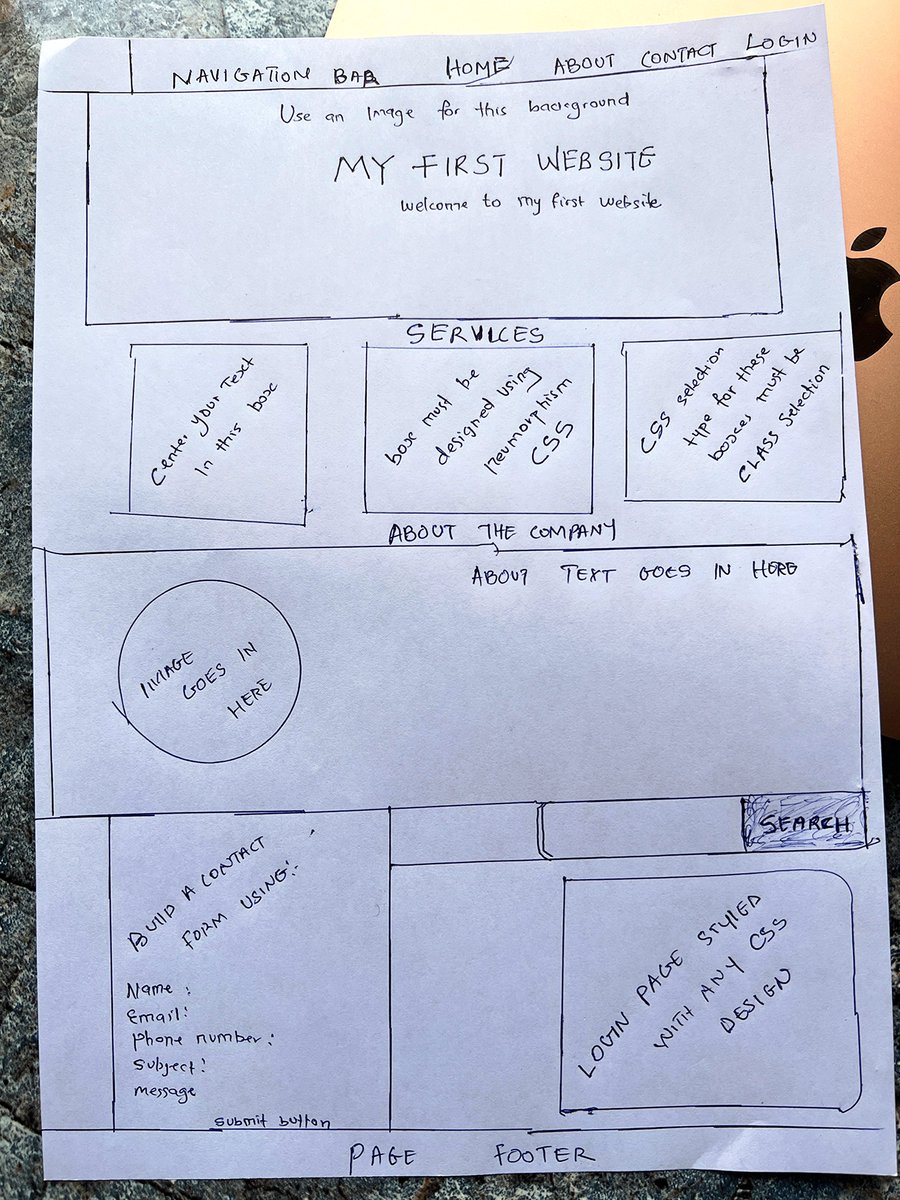 NAVIGATION BAR HOME ABOUT CONTACT LOGIN
Use an Image for this background
MY FIRST WEBSITE
Welcome to my first website
SERVICES
Center your Text
In this box
box must be
designed using
neumorphism
CSS
CSS selection
type for these
boxes must be
CLASS Selection
ABOUT THE COMPANY
ABOUT TEXT GOES IN HERE
IMAGE
GOES IN
HERE
SEARCH
BUILD A CONTACT
FORM USING:-
Name :
Email:
Phone number:
Subject:
message
submit button
LOGIN PAGE STYLED
WITH ANY CSS
DESIGN
PAGE FOOTER